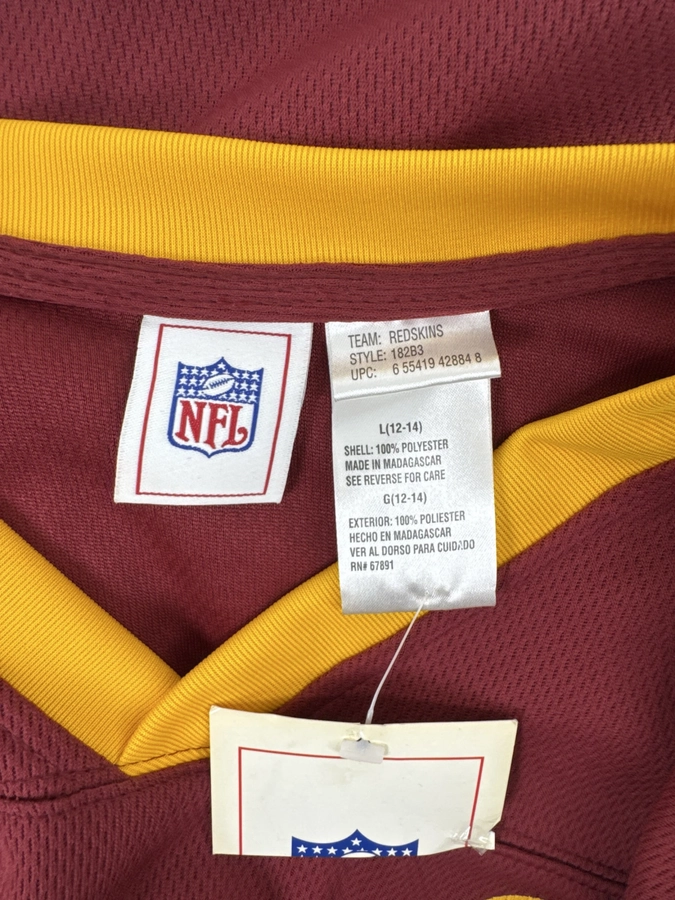 NFL
TEAM: REDSKINS
STYLE: 182B3
UPC: 6 55419 42884 8
L(12-14)
SHELL: 100% POLYESTER
MADE IN MADAGASCAR
SEE REVERSE FOR CARE
G(12-14)
EXTERIOR: 100% POLIESTER
HECHO EN MADAGASCAR
VER AL DORSO PARA CUIDADO
RN# 67891